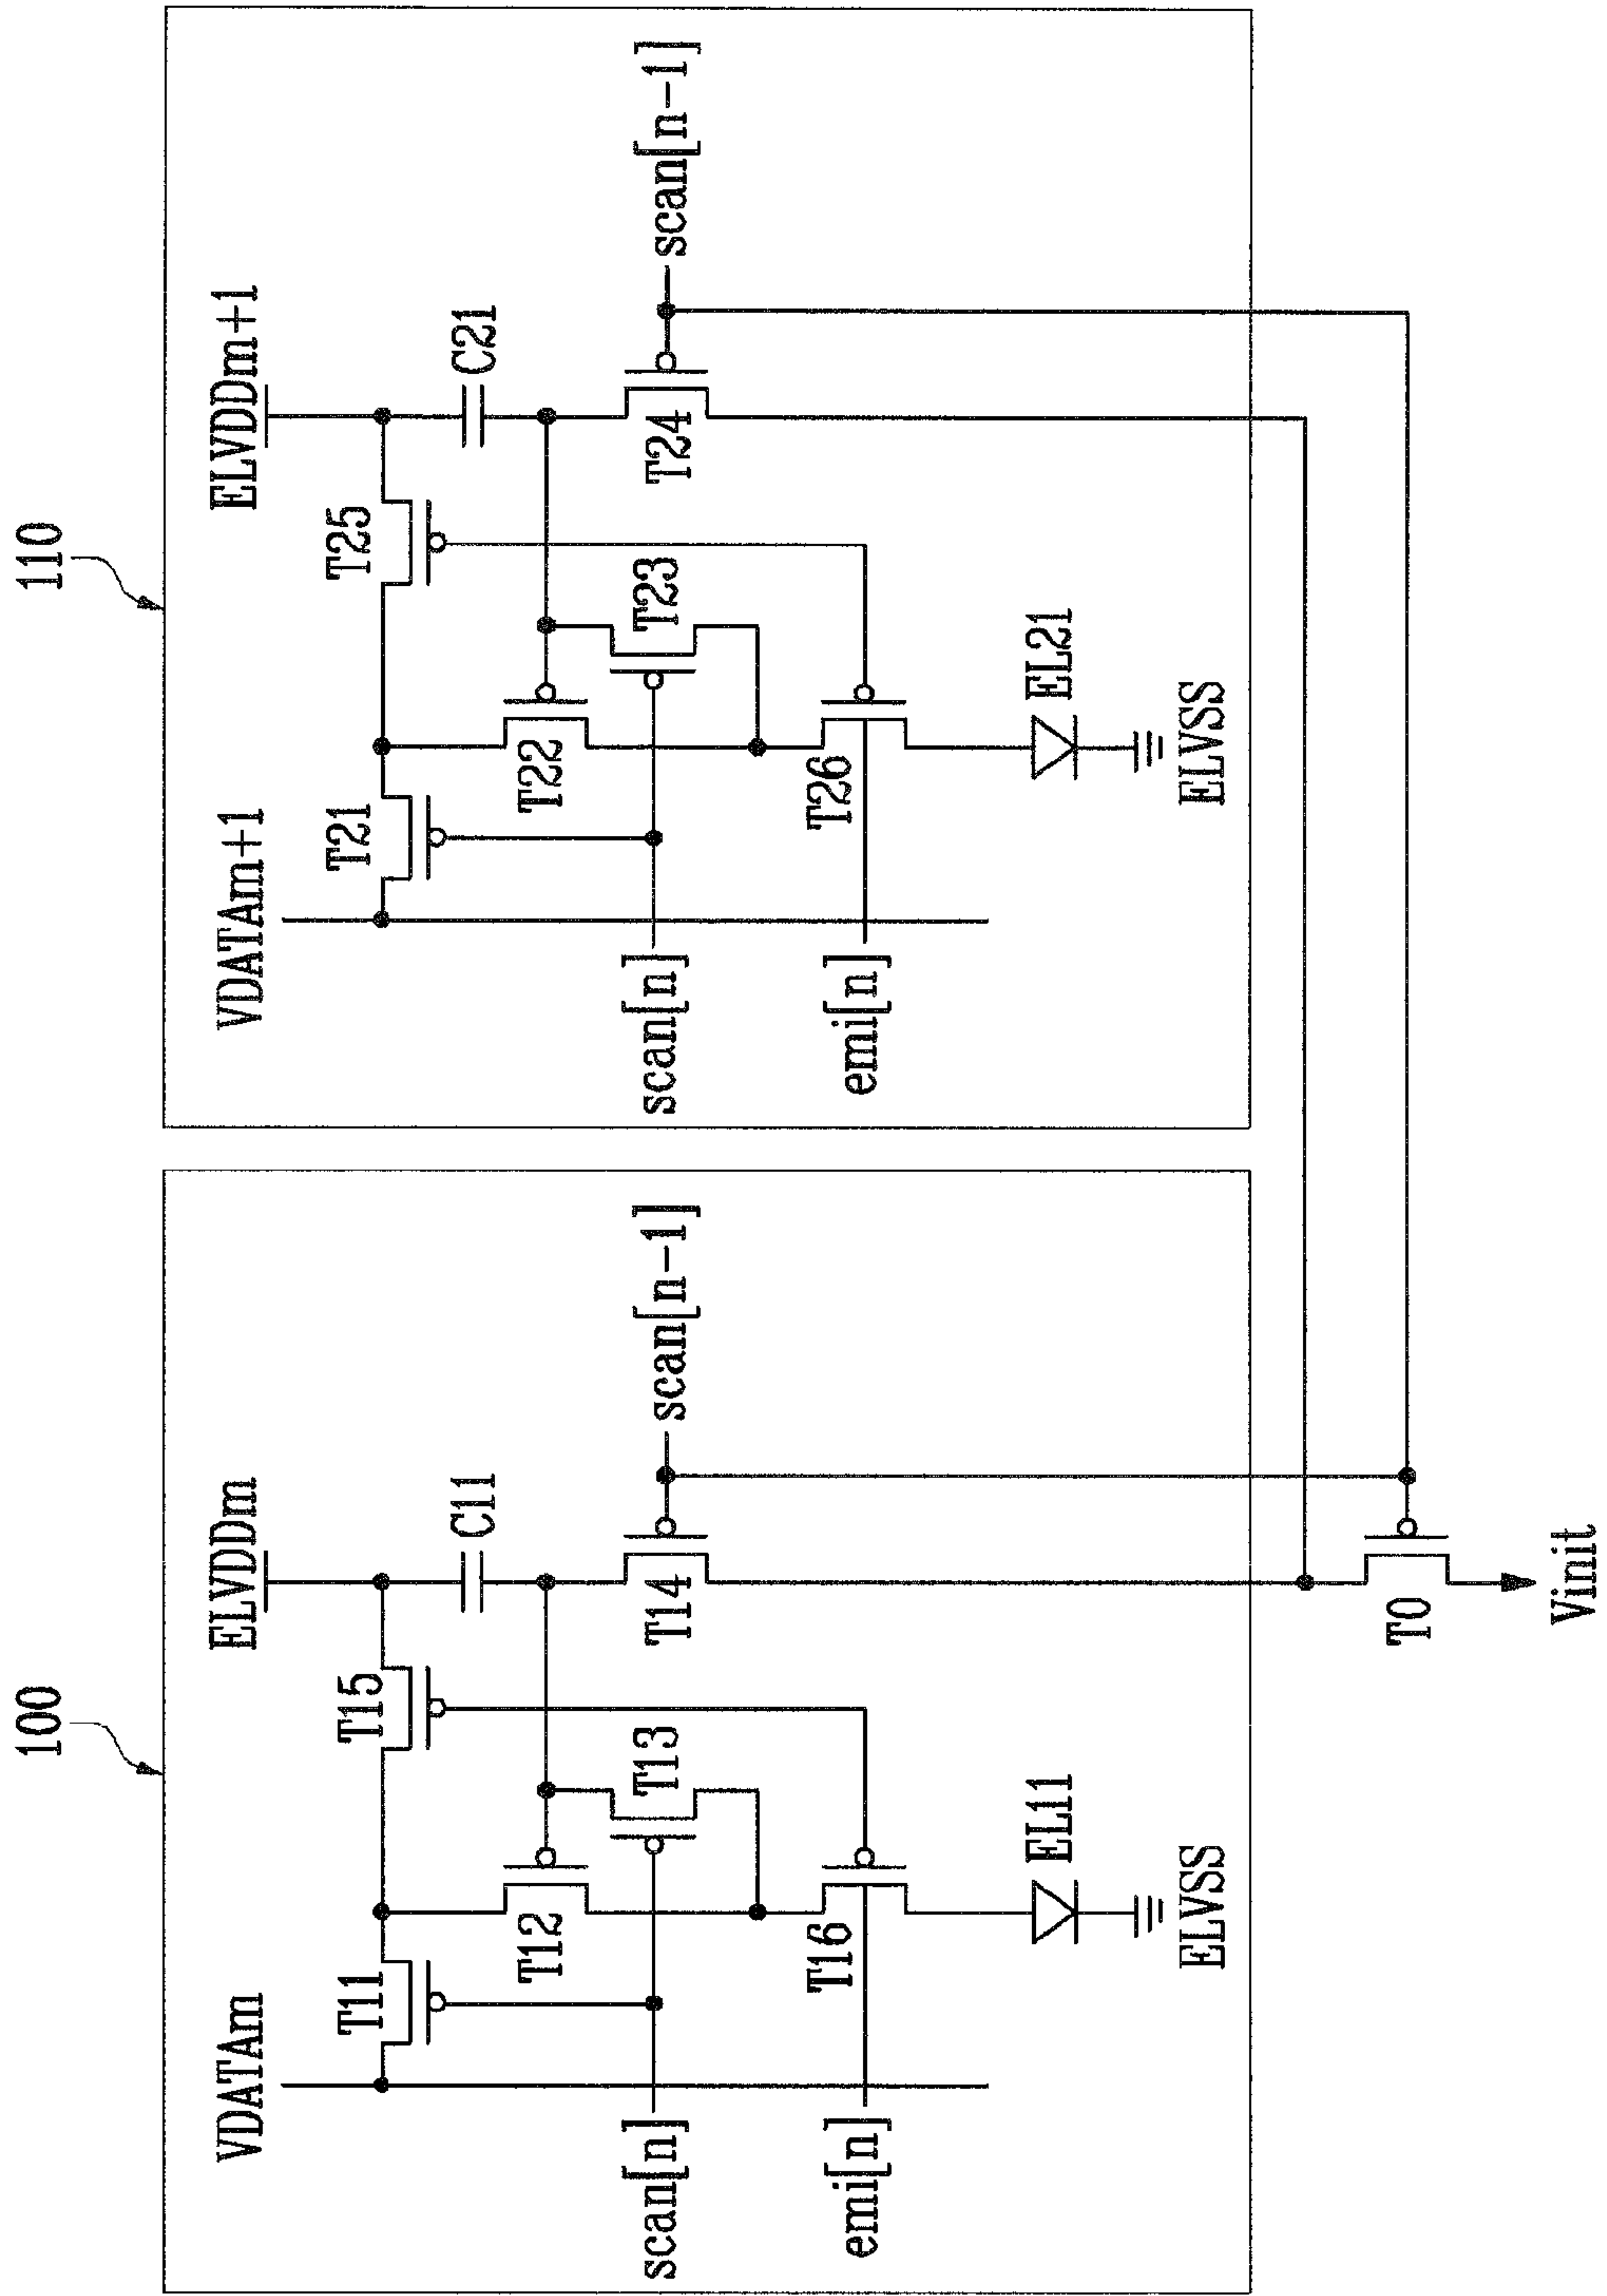 100
VDATAm
ELVDDm
T11
T15
C11
T12
T13
T14
scan[n]
scan[n-1]
T16
emi[n]
EL11
ELVSS
110
VDATAm+1
ELVDDm+1
T21
T25
C21
T22
T23
T24
scan[n]
scan[n-1]
T26
emi[n]
EL21
ELVSS
T0
Vinit